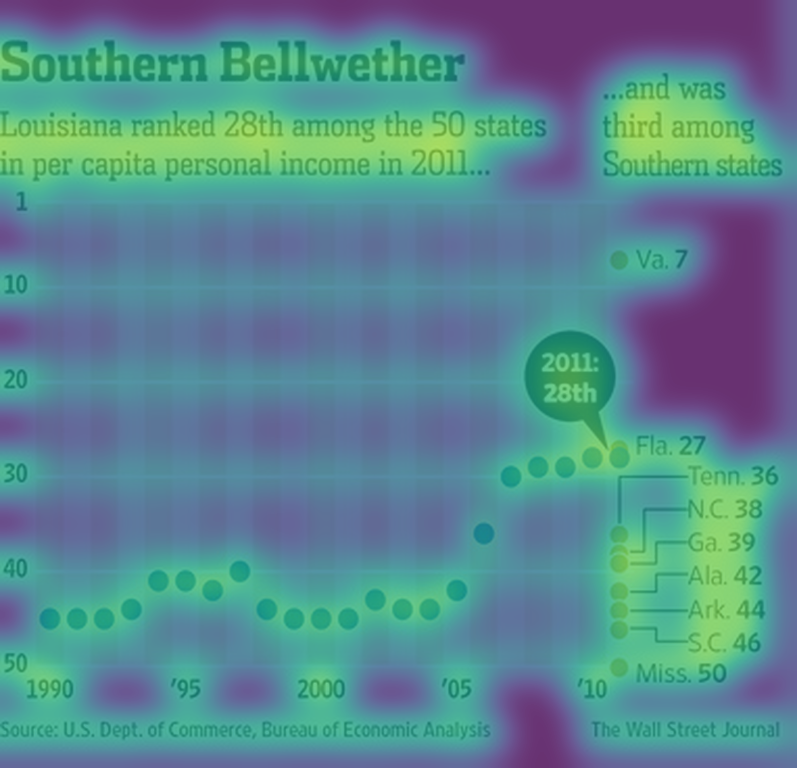 Southern Bellwether
Louisiana ranked 28th among the 50 states
in per capita personal income in 2011...
...and was
third among
Southern states
1
10
20
30
40
50
2011:
28th
Va. 7
Fla. 27
Tenn. 36
N.C. 38
Ga. 39
Ala. 42
Ark. 44
S.C. 46
Miss. 50
1990 '95 2000 '05 '10
Source: U.S. Dept. of Commerce, Bureau of Economic Analysis
The Wall Street Journal